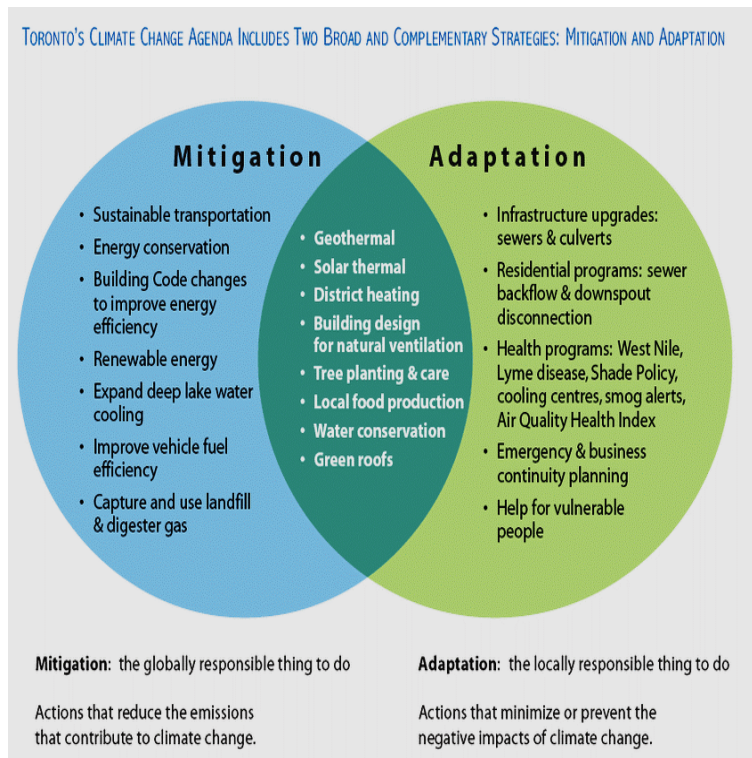 TORONTO'S CLIMATE CHANGE AGENDA INCLUDES TWO BROAD AND COMPLEMENTARY STRATEGIES: MITIGATION AND ADAPTATION
Mitigation
• Sustainable transportation
• Energy conservation
• Building Code changes
to improve energy
efficiency
• Renewable energy
• Expand deep lake water
cooling
• Improve vehicle fuel
efficiency
• Capture and use landfill
& digester gas
• Geothermal
• Solar thermal
• District heating
• Building design
for natural ventilation
• Tree planting & care
• Local food production
• Water conservation
• Green roofs
Adaptation
• Infrastructure upgrades:
sewers & culverts
• Residential programs: sewer
backflow & downspout
disconnection
• Health programs: West Nile,
Lyme disease, Shade Policy,
cooling centres, smog alerts,
Air Quality Health Index
• Emergency & business
continuity planning
• Help for vulnerable
people
Mitigation: the globally responsible thing to do
Actions that reduce the emissions
that contribute to climate change.
Adaptation: the locally responsible thing to do
Actions that minimize or prevent the
negative impacts of climate change.